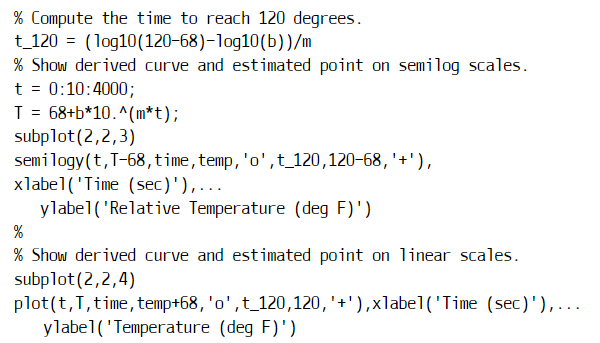 % Compute the time to reach 120 degrees.
t_120 = (log10(120-68)-log10(b))/m
% Show derived curve and estimated point on semilog scales.
t = 0:10:4000;
T = 68+b*10.^(m*t);
subplot(2,2,3)
semilogy(t,T-68,time,temp,'o',t_120,120-68,'+'),
xlabel('Time (sec)'),...
ylabel('Relative Temperature (deg F)')
%
% Show derived curve and estimated point on linear scales.
subplot(2,2,4)
plot(t,T,time,temp+68,'o',t_120,120,'+'),xlabel('Time (sec)'),...
ylabel('Temperature (deg F)')